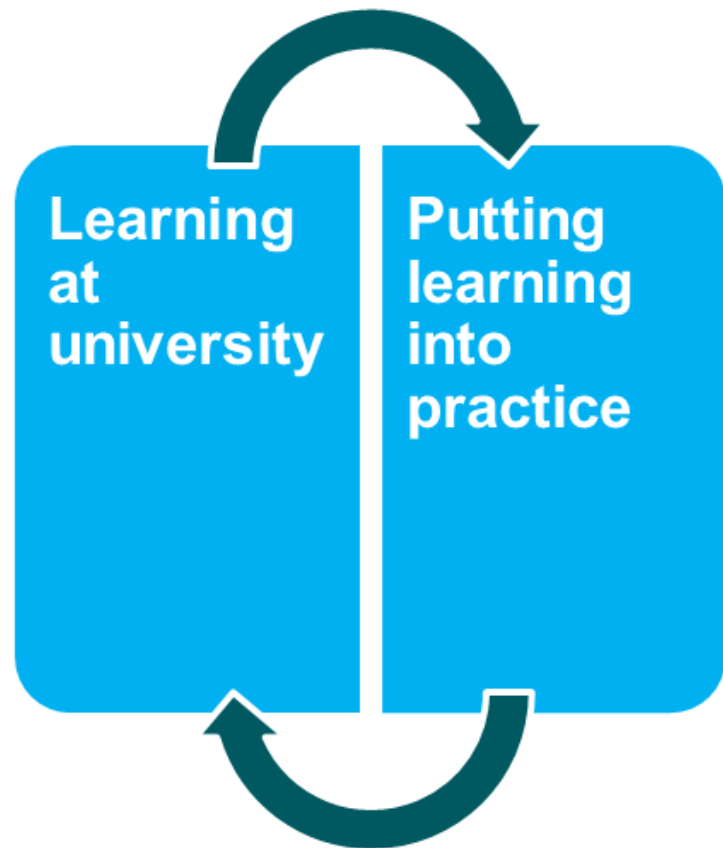 Learning
at
university
Putting
learning
into
practice